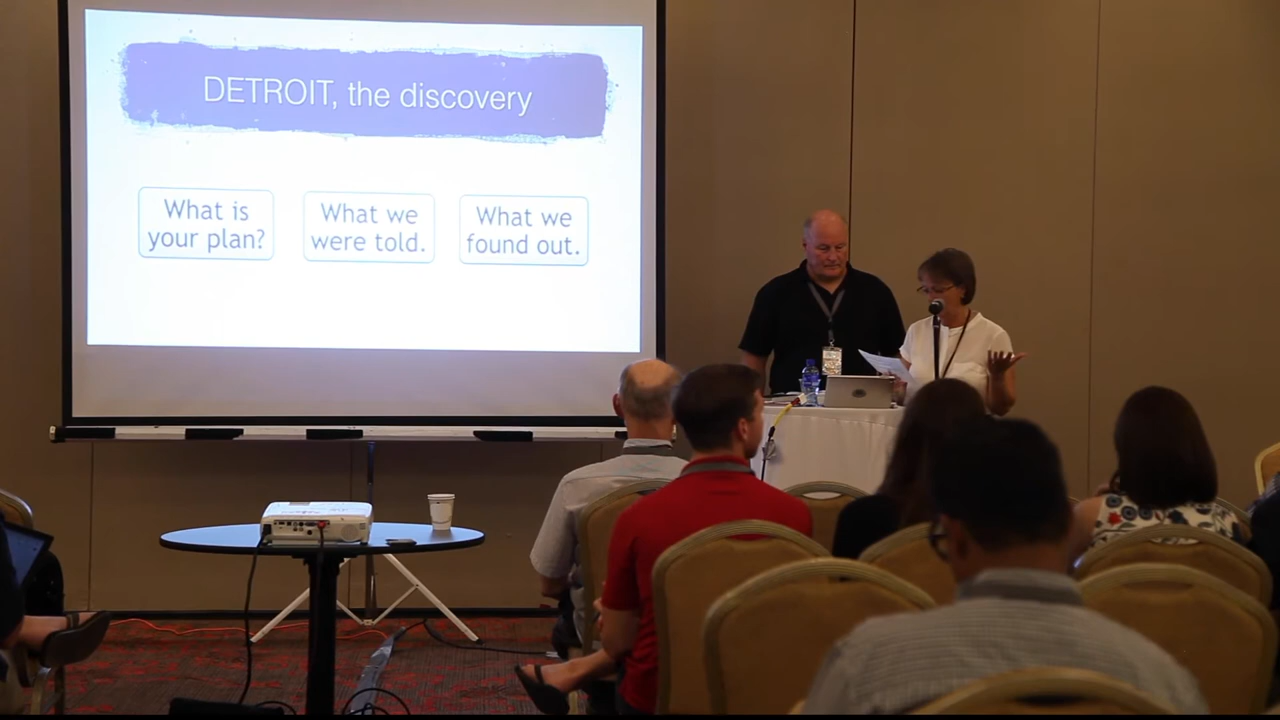 DETROIT, the discovery
What is
your plan?
What we
were told.
What we
found out.